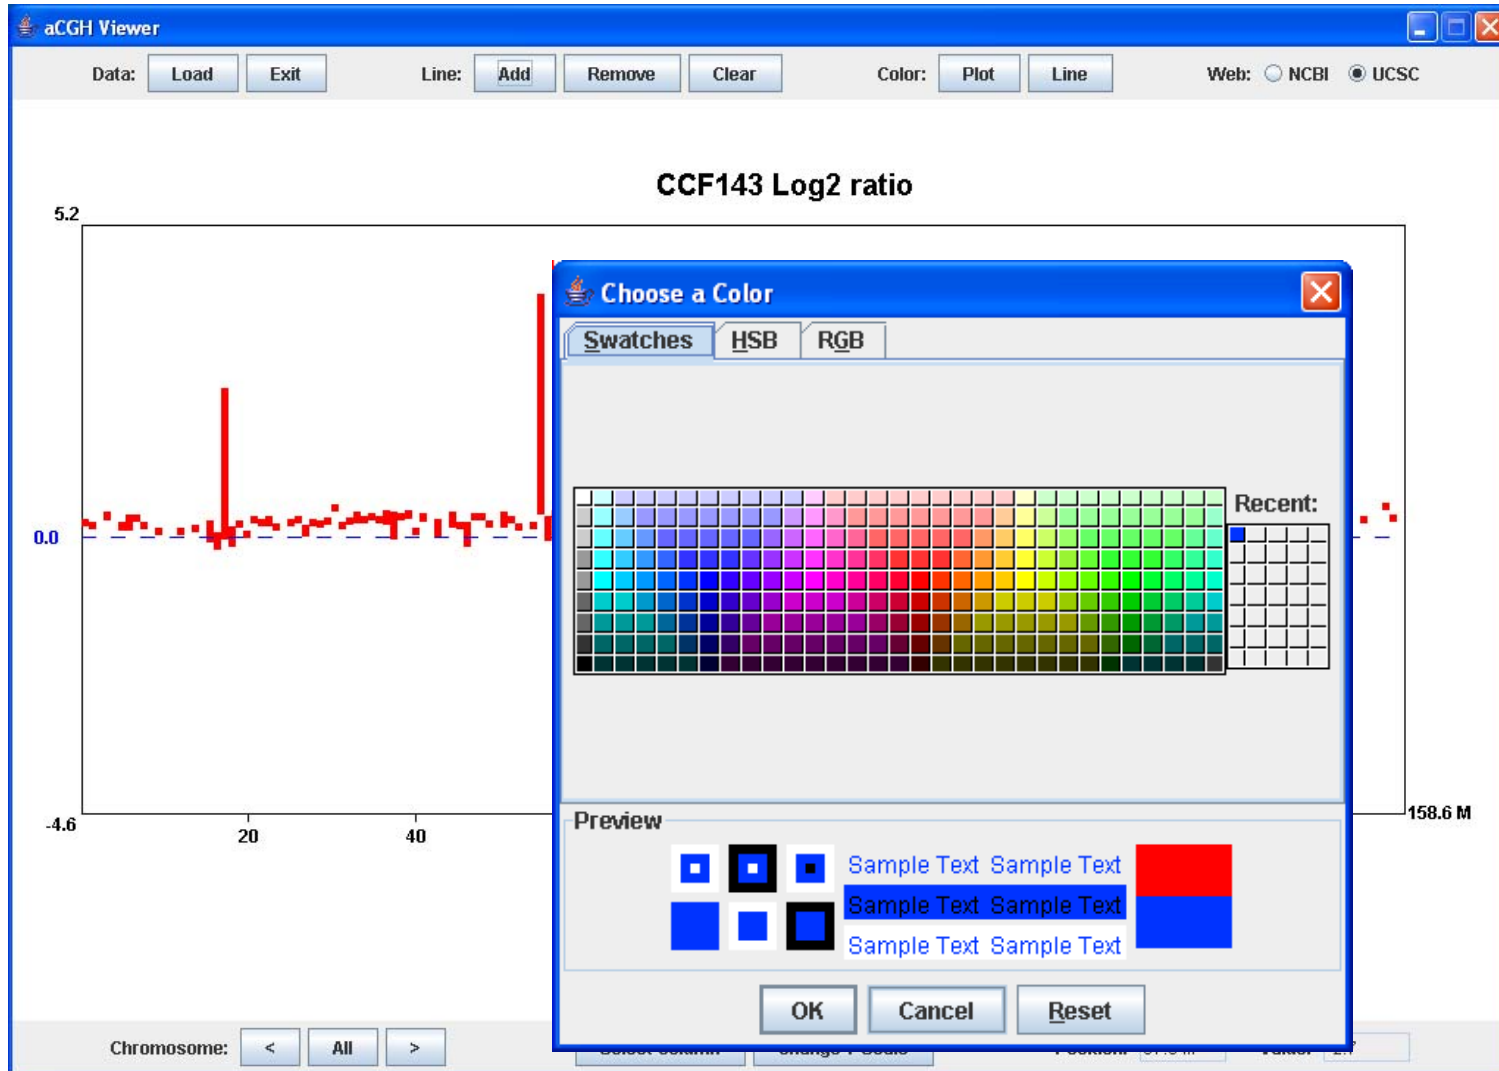 aCGH Viewer
Data: Load Exit Line: Add Remove Clear Color: Plot Line Web: NCBI UCSC
CCF143 Log2 ratio
5.2
Choose a Color
Swatches HSB RGB
Recent:
0.0
-4.6
158.6 M
20 40
Preview
Sample Text Sample Text
Sample Text Sample Text
Sample Text Sample Text
OK Cancel Reset
Chromosome: < All >